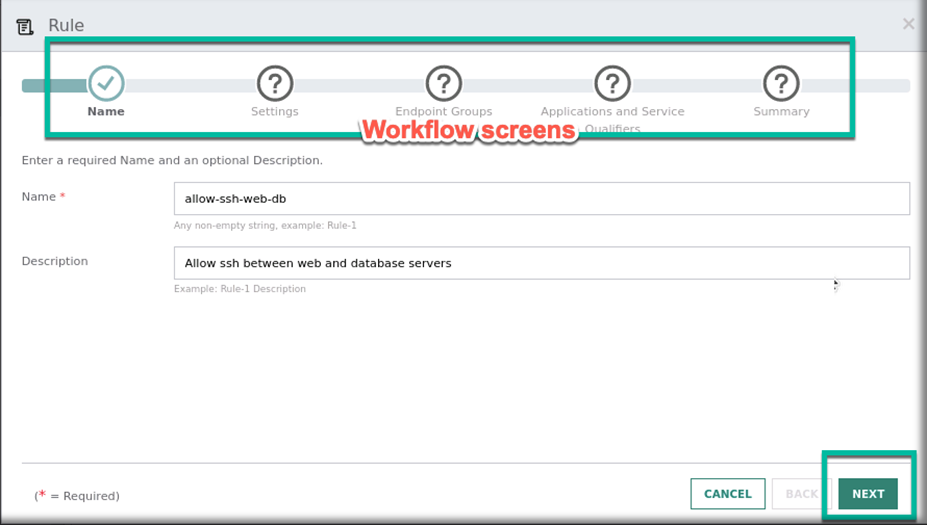 Rule
Name
Settings
Endpoint Groups
Applications and Service
Qualifiers
Summary
Workflow screens
Enter a required Name and an optional Description.
Name *
allow-ssh-web-db
Any non-empty string, example: Rule-1
Description
Allow ssh between web and database servers
Example: Rule-1 Description
(* = Required)
CANCEL
BACK
NEXT